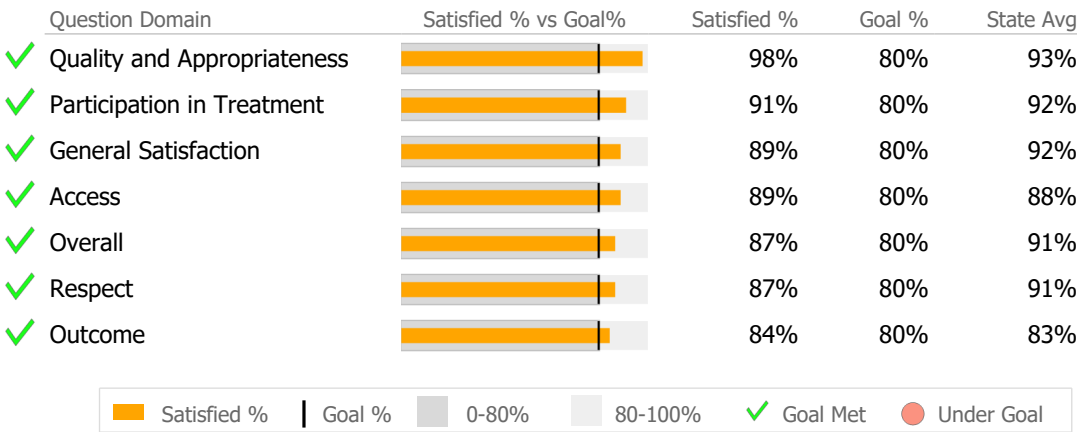 Question Domain Satisfied % vs Goal% Satisfied % Goal % State Avg
Quality and Appropriateness 98% 80% 93%
Participation in Treatment 91% 80% 92%
General Satisfaction 89% 80% 92%
Access 89% 80% 88%
Overall 87% 80% 91%
Respect 87% 80% 91%
Outcome 84% 80% 83%
Satisfied % Goal % 0-80% 80-100% Goal Met Under Goal